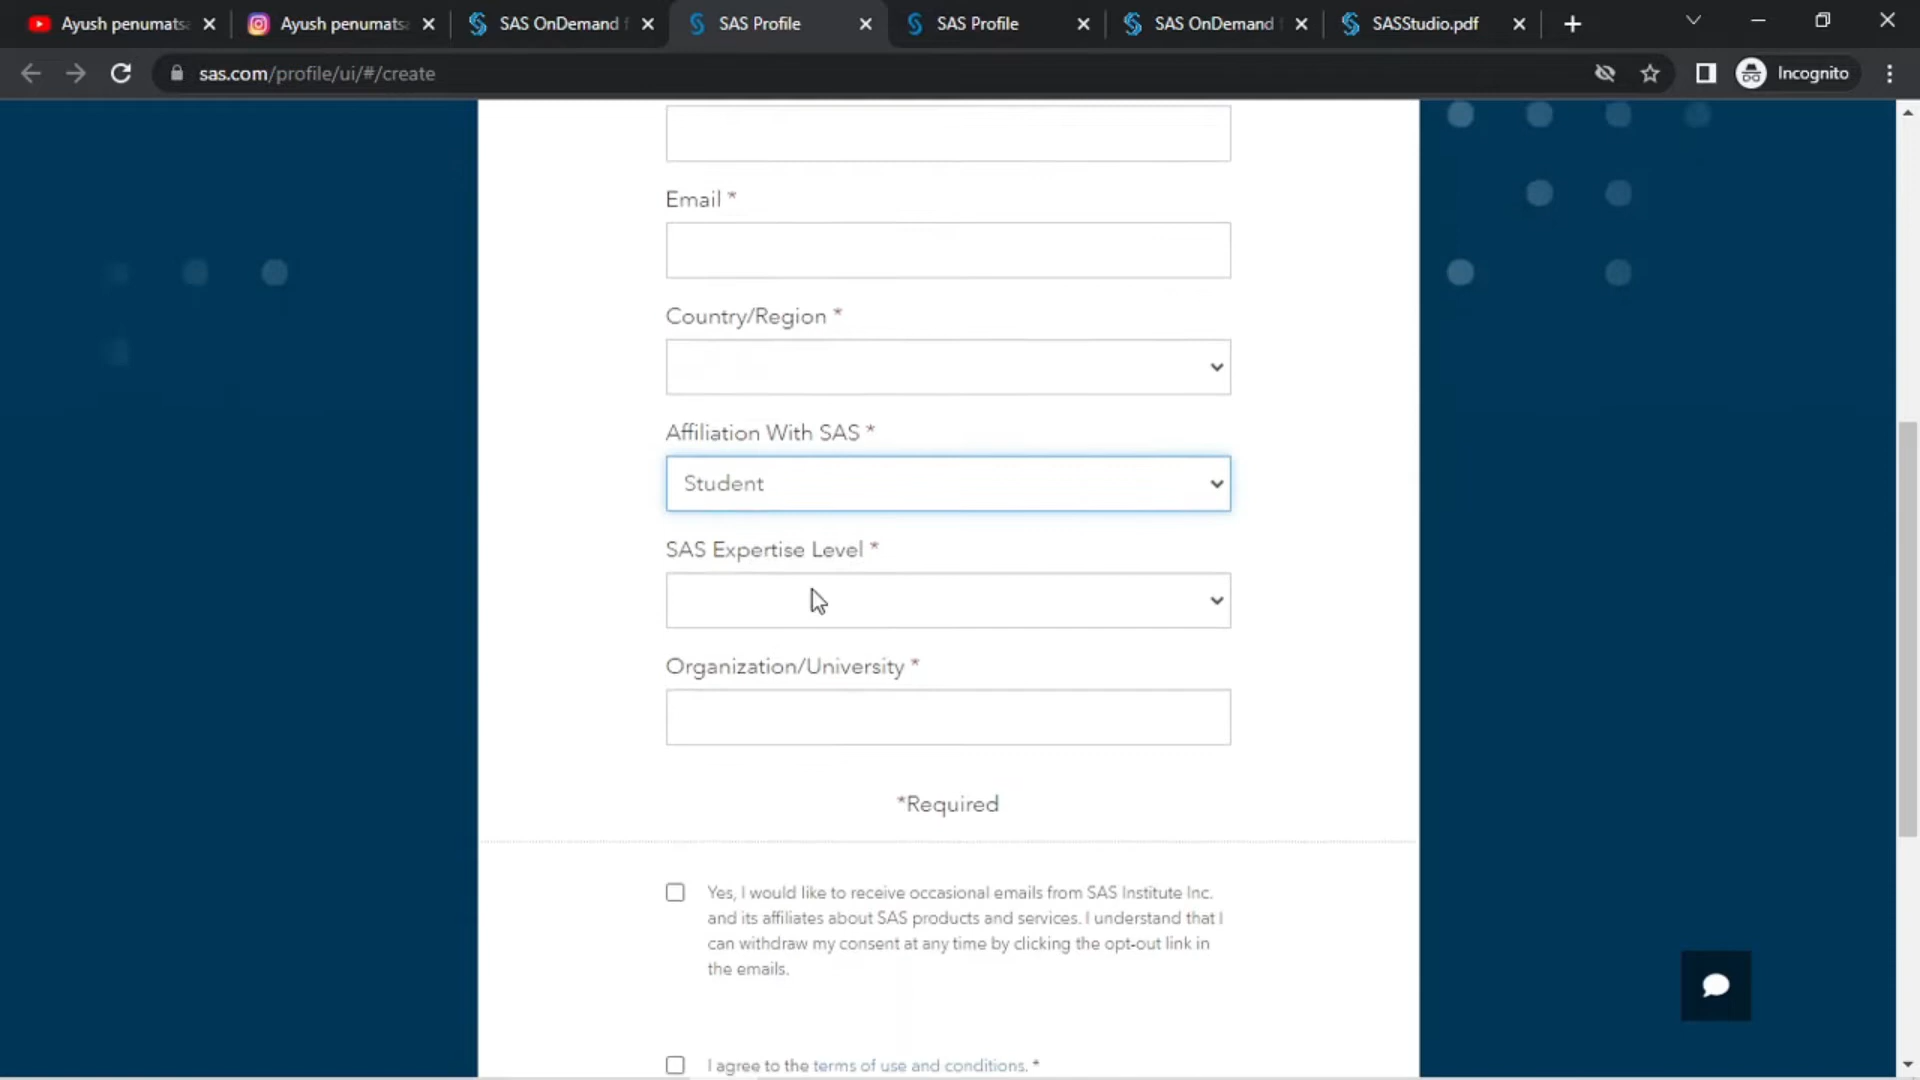 Ayush penumats
Ayush penumats
SAS OnDemand f
SAS Profile
SAS Profile
SAS OnDemand
SASStudio.pdf
sas.com/profile/ui/#/create
Incognito
Email *
Country/Region *
Affiliation With SAS *
Student
SAS Expertise Level *
Organization/University *
*Required
Yes, I would like to receive occasional emails from SAS Institute Inc.
and its affiliates about SAS products and services. I understand that I
can withdraw my consent at any time by clicking the opt-out link in
the emails.
I agree to the terms of use and conditions. *